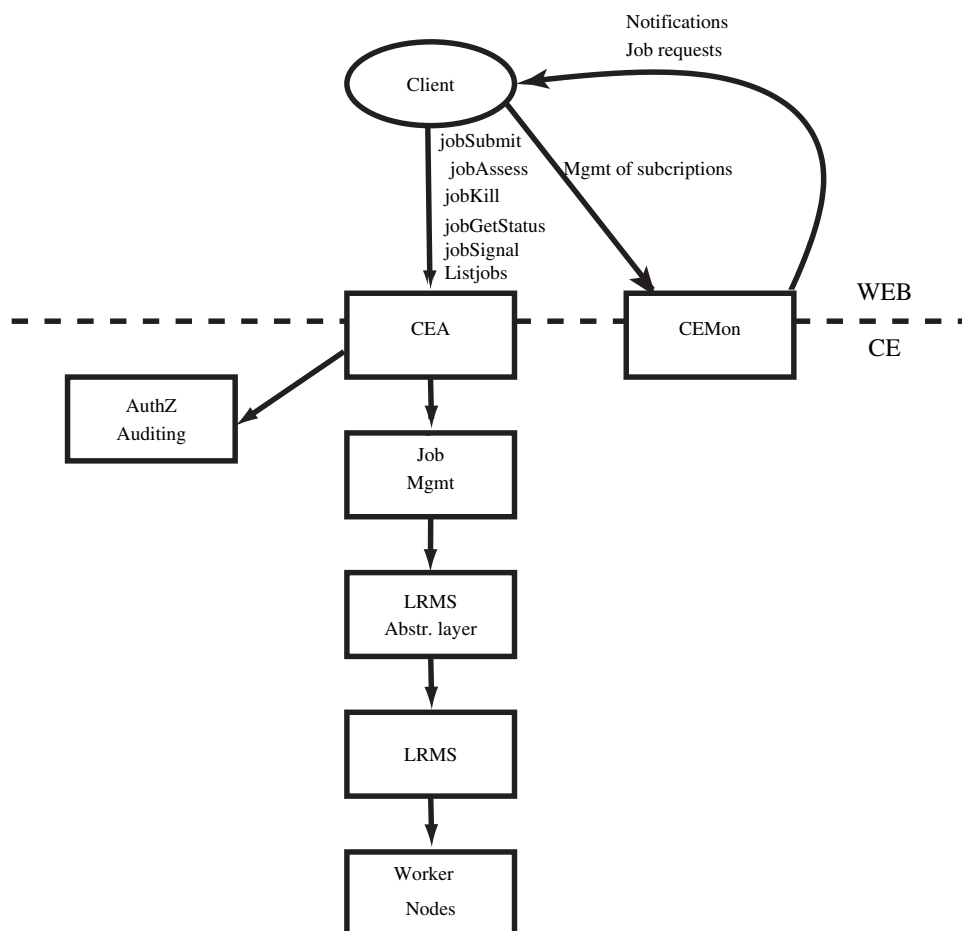 Notifications
Job requests
Client
jobSubmit
jobAssess
Mgmt of subcriptions
jobKill
jobGetStatus
jobSignal
Listjobs
WEB
CEA
CEMon
CE
AuthZ
Auditing
Job
Mgmt
LRMS
Abstr. layer
LRMS
Worker
Nodes